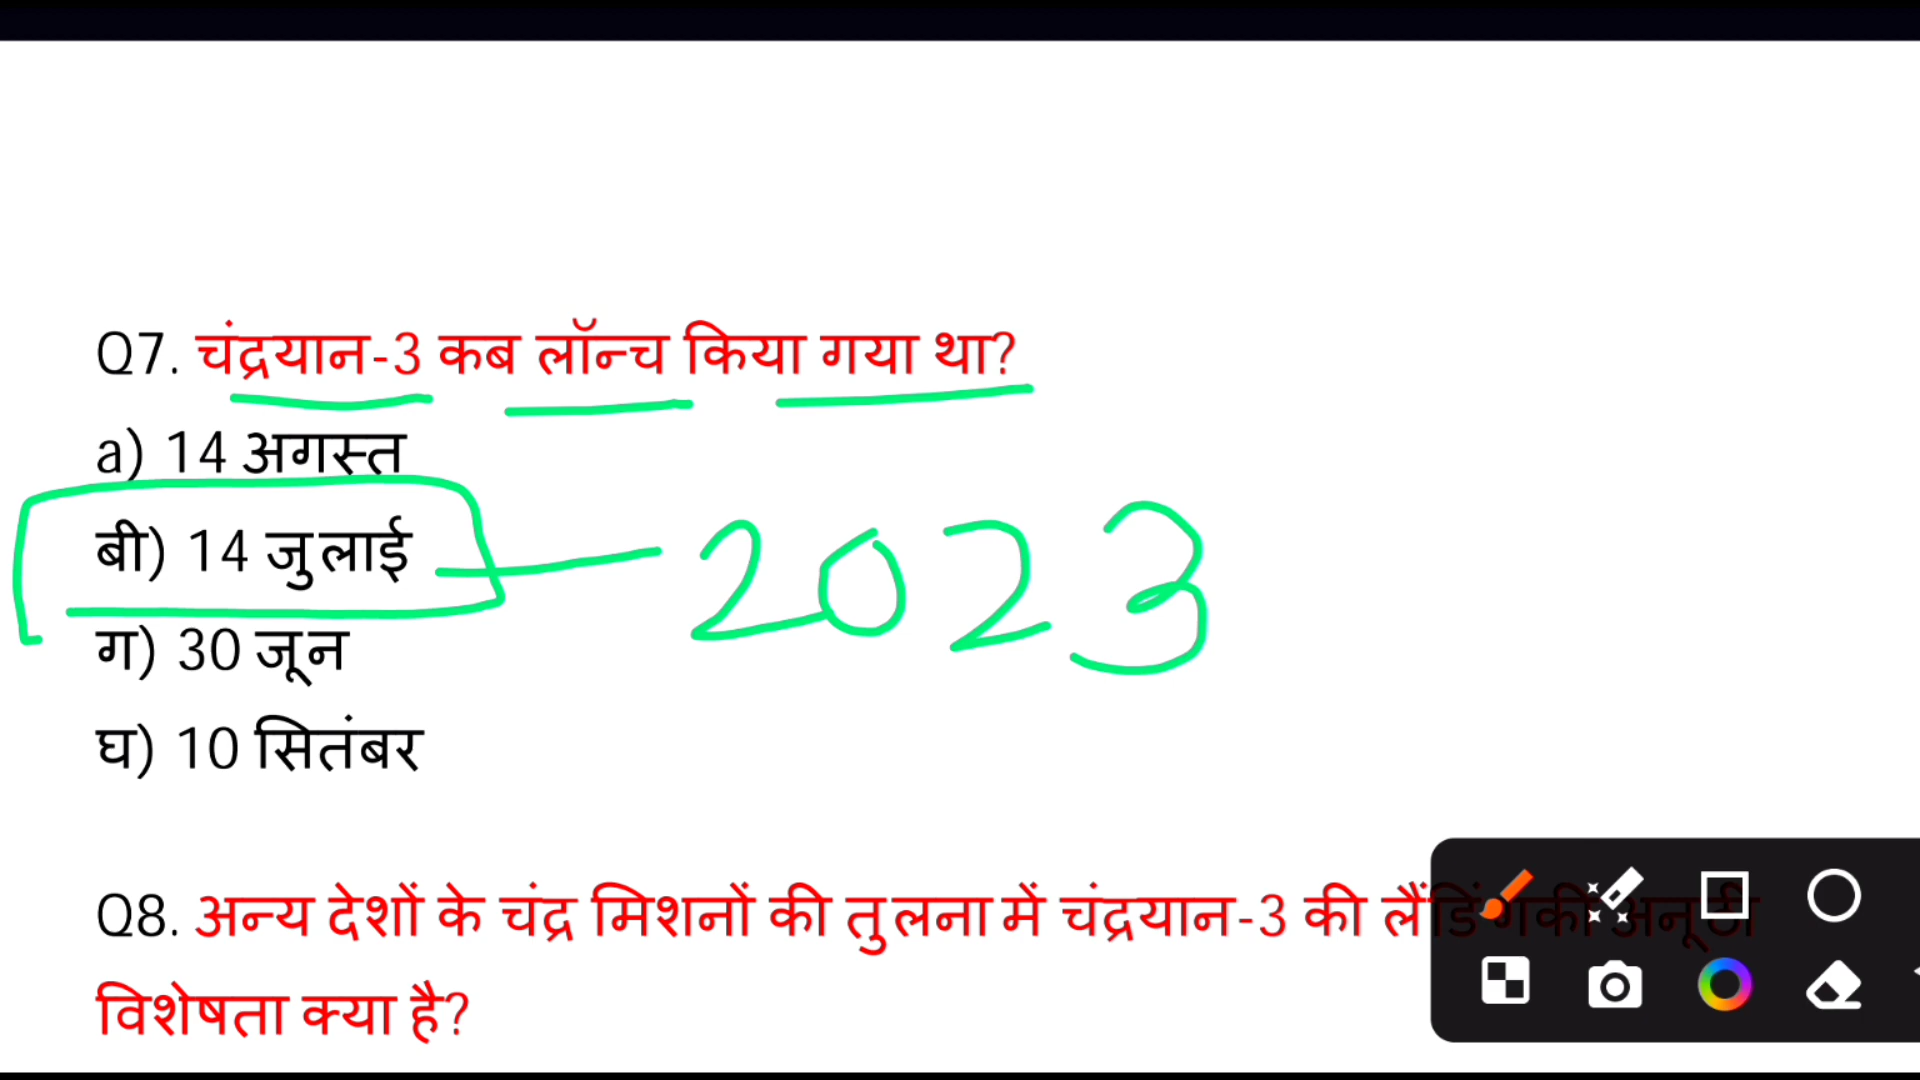 Q7. चंद्रयान-3 कब लॉन्च किया गया था?
a) 14 अगस्त
बी) 14 जुलाई 2023
ग) 30 जून
घ) 10 सितंबर
Q8. अन्य देशों के चंद्र मिशनों की तुलना में चंद्रयान-3 की लैंडिंगकी अनूठी
विशेषता क्या है?